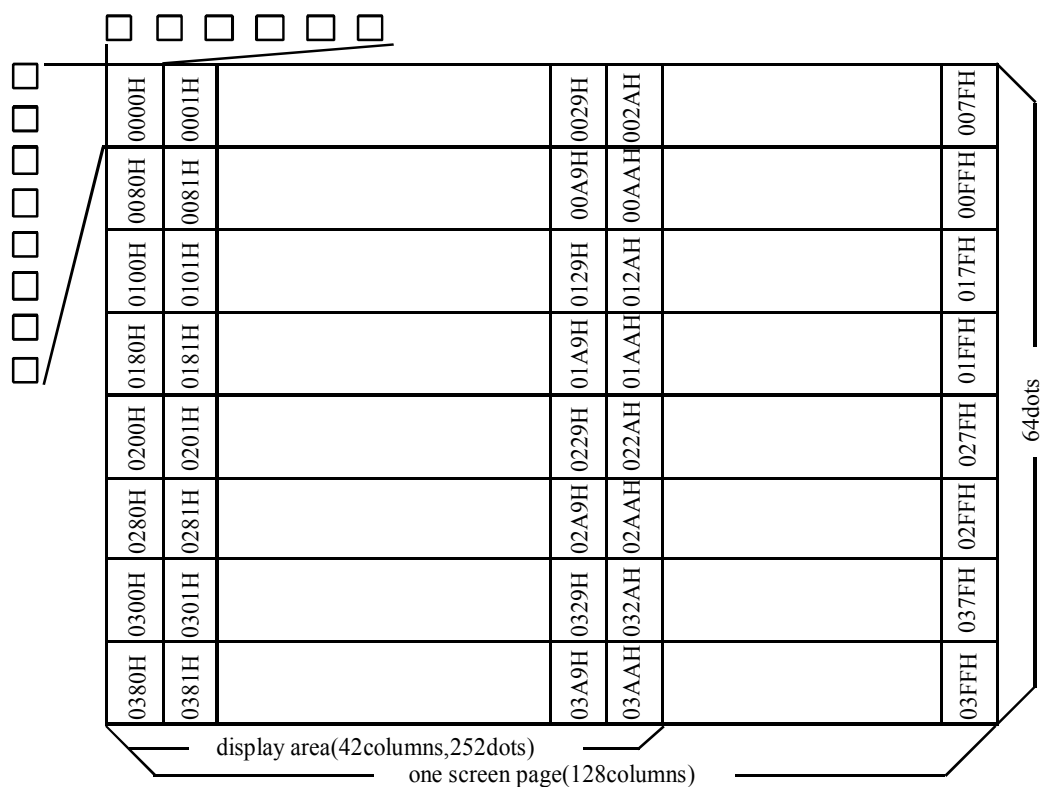 0000H 0001H 0029H 002AH 007FH
0080H 0081H 00A9H 00AAH 00FFH
0100H 0101H 0129H 012AH 017FH
0180H 0181H 01A9H 01AAH 01FFH
0200H 0201H 0229H 022AH 027FH
0280H 0281H 02A9H 02AAH 02FFH
0300H 0301H 0329H 032AH 037FH
0380H 0381H 03A9H 03AAH 03FFH
64dots
display area(42columns,252dots)
one screen page(128columns)